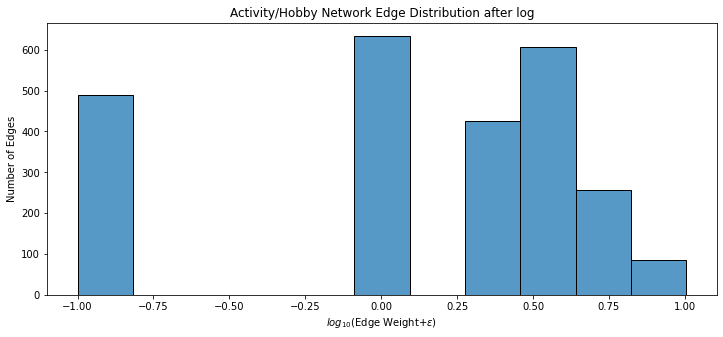 Activity/Hobby Network Edge Distribution after log
600
500
400
300
200
100
0
Number of Edges
−1.00 −0.75 −0.50 −0.25 0.00 0.25 0.50 0.75 1.00
log₁₀(Edge Weight+ε)